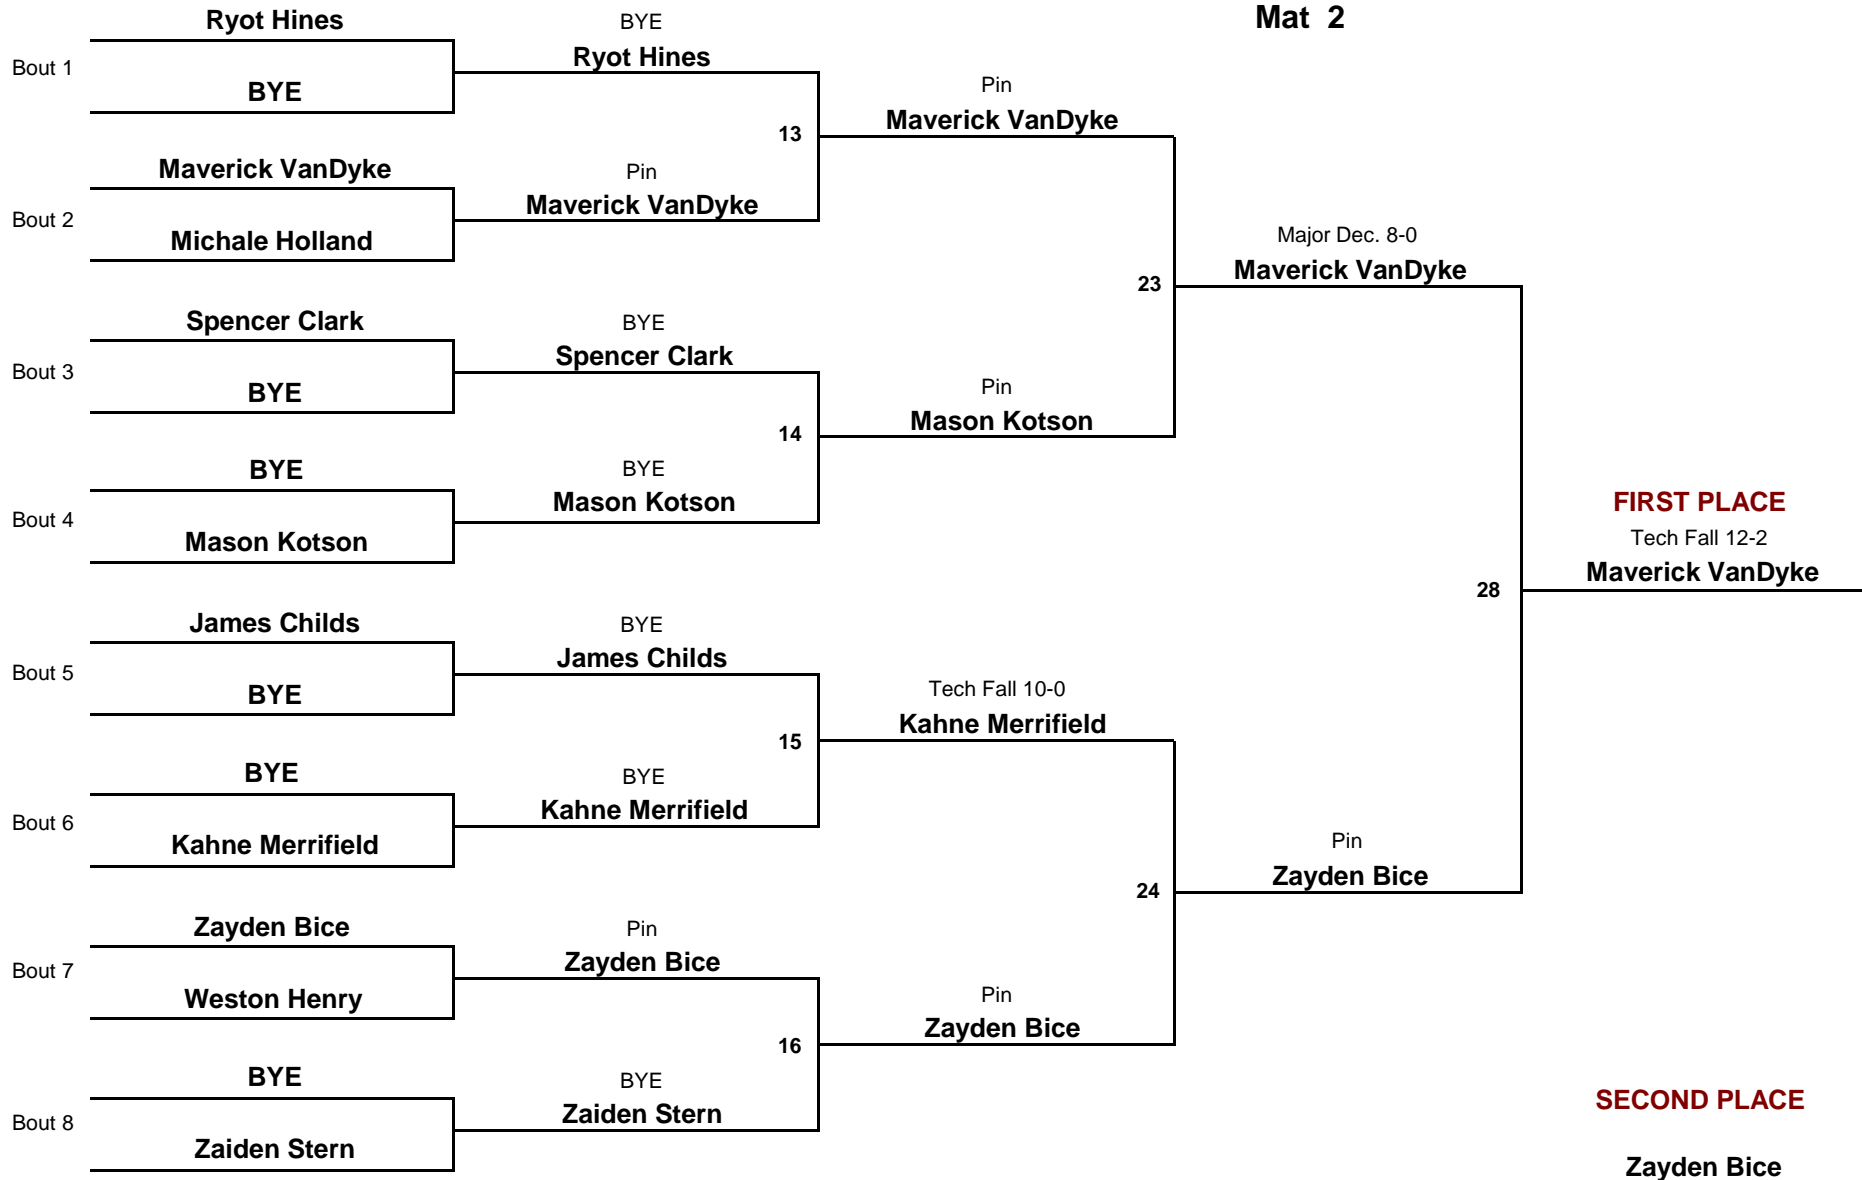 Mat 2
Ryot Hines
Bout 1
BYE
BYE
Ryot Hines
Maverick VanDyke
Bout 2
Michale Holland
Pin
Maverick VanDyke
13
Pin
Maverick VanDyke
Spencer Clark
Bout 3
BYE
BYE
Spencer Clark
BYE
Bout 4
Mason Kotson
BYE
Mason Kotson
14
Pin
Mason Kotson
23
Major Dec. 8-0
Maverick VanDyke
James Childs
Bout 5
BYE
BYE
James Childs
BYE
Bout 6
Kahne Merrifield
BYE
Kahne Merrifield
15
Tech Fall 10-0
Kahne Merrifield
Zayden Bice
Bout 7
Weston Henry
Pin
Zayden Bice
BYE
Bout 8
Zaiden Stern
BYE
Zaiden Stern
16
Pin
Zayden Bice
24
Pin
Zayden Bice
28
FIRST PLACE
Tech Fall 12-2
Maverick VanDyke
SECOND PLACE
Zayden Bice